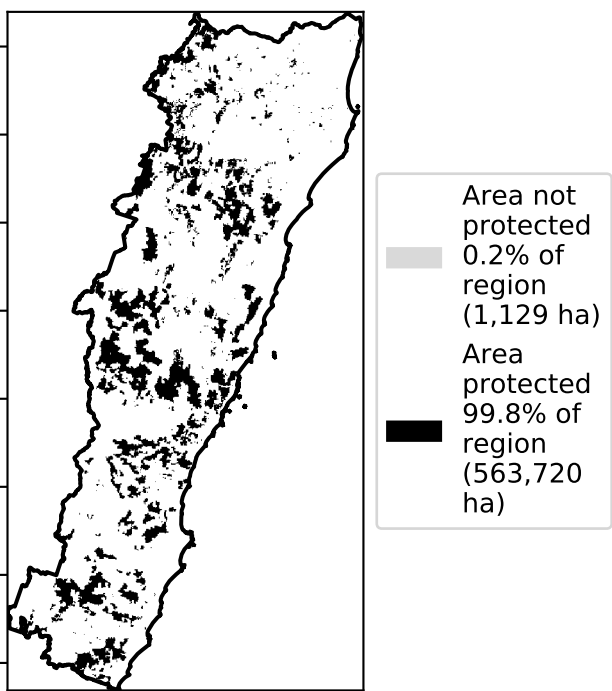 Area not
protected
0.2% of
region
(1,129 ha)
Area
protected
99.8% of
region
(563,720
ha)